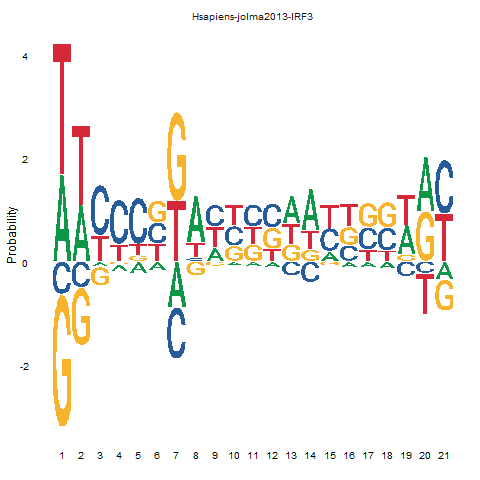 Hsapiens-jolma2013-IRF3
Probability
4
2
0
-2
T T G A C
A A C C C G T A C T C C A A T T G G T A C
T T T C T T C T G T T C G C C A G T
C C G A A A A G A G G A G G A C T T C C A
G G A C C C A A T G
1 2 3 4 5 6 7 8 9 10 11 12 13 14 15 16 17 18 19 20 21